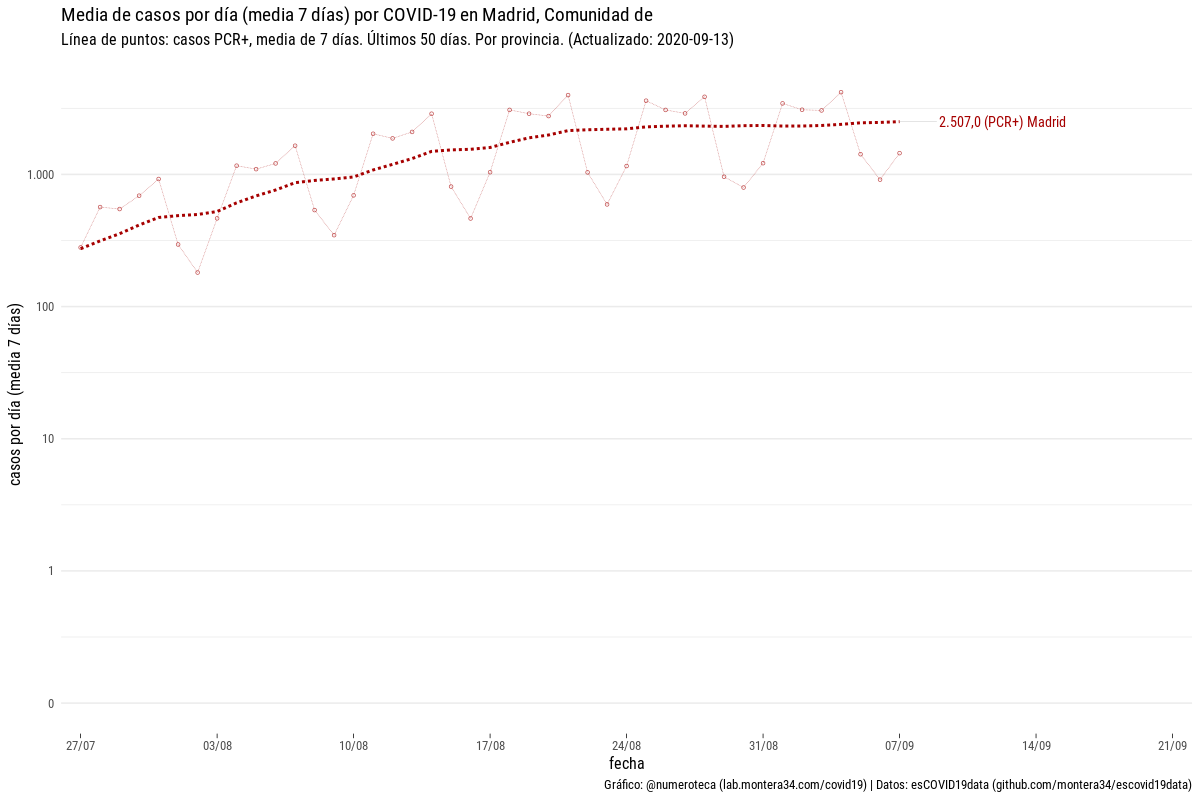 Media de casos por día (media 7 días) por COVID-19 en Madrid, Comunidad de
Línea de puntos: casos PCR+, media de 7 días. Últimos 50 días. Por provincia. (Actualizado: 2020-09-13)
2.507,0 (PCR+) Madrid
1.000
100
10
1
0
casos por día (media 7 días)
27/07 03/08 10/08 17/08 24/08 31/08 07/09 14/09 21/09
fecha
Gráfico: @numeroteca (lab.montera34.com/covid19) | Datos: esCOVID19data (github.com/montera34/escovid19data)